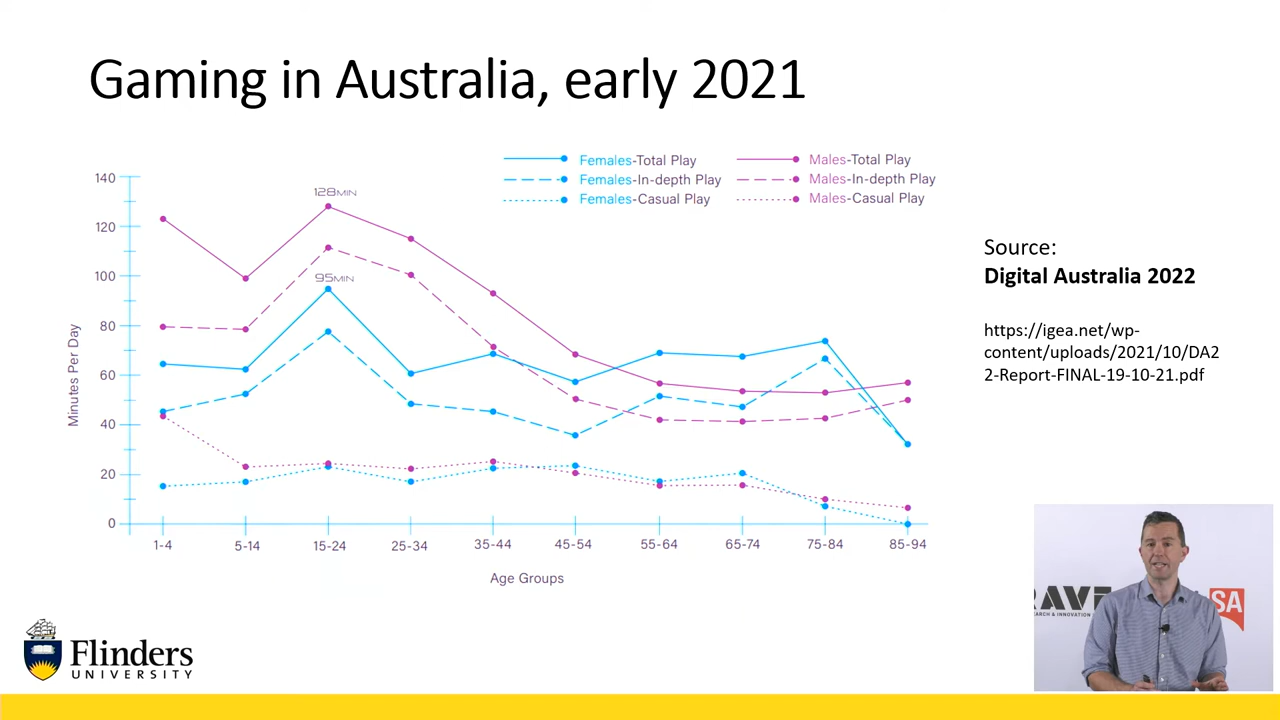 Gaming in Australia, early 2021
Females-Total Play
Males-Total Play
Females-In-depth Play
Males-In-depth Play
Females-Casual Play
Males-Casual Play
140
120
100
80
60
40
20
0
Minutes Per Day
128MIN
95MIN
1-4
5-14
15-24
25-34
35-44
45-54
55-64
65-74
75-84
85-94
Age Groups
Source:
Digital Australia 2022
https://igea.net/wp-
content/uploads/2021/10/DA2
2-Report-FINAL-19-10-21.pdf
Flinders
UNIVERSITY
SA